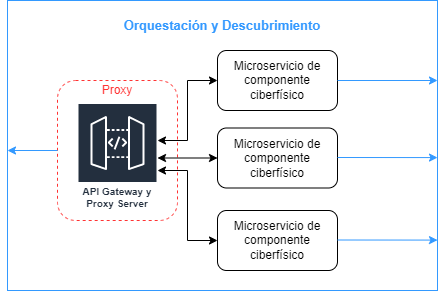 Orquestación y Descubrimiento
Proxy
</>
API Gateway y
Proxy Server
Microservicio de
componente
ciberfísico
Microservicio de
componente
ciberfísico
Microservicio de
componente
ciberfísico